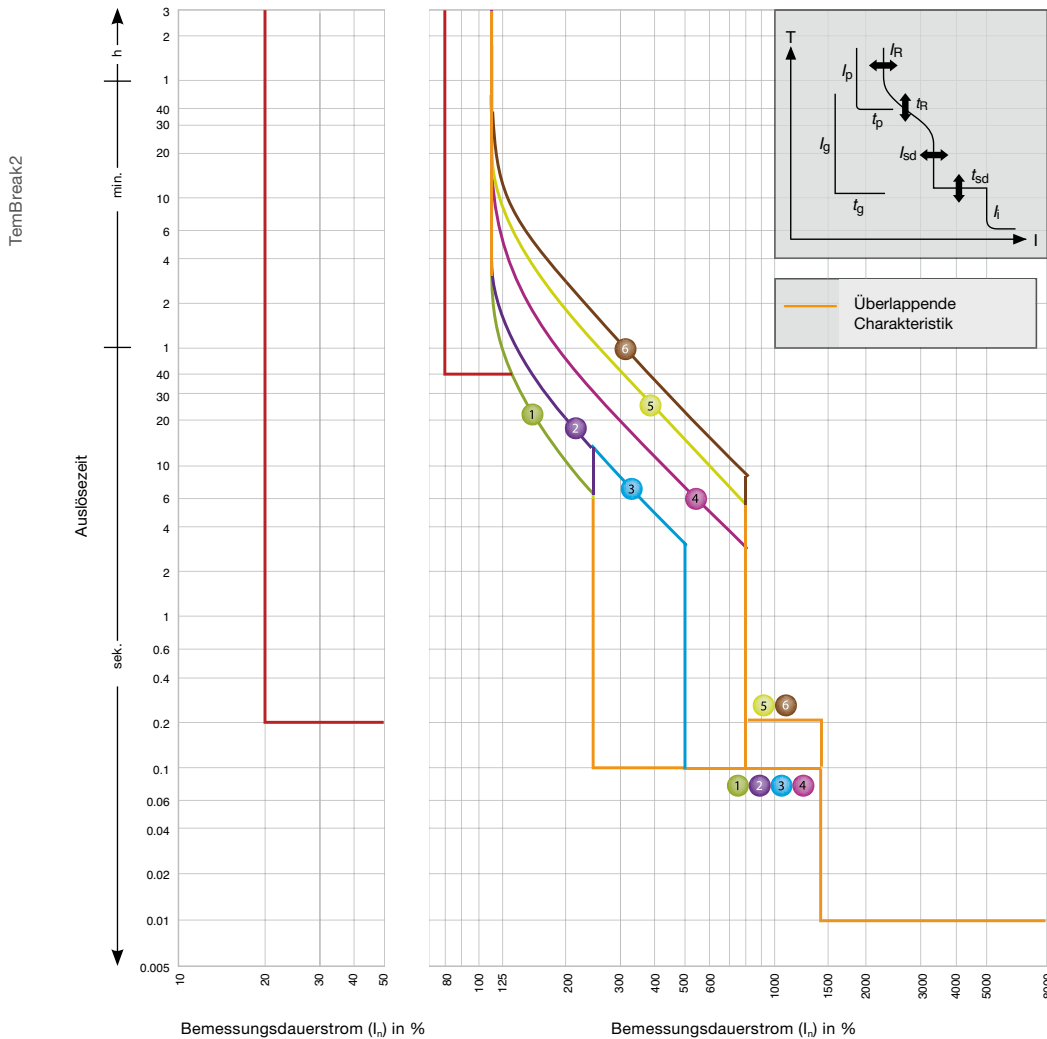 TemBreak2
Auslösezeit
h
min.
sek.
3
2
1
40
30
20
10
6
4
2
1
40
30
20
10
6
4
2
1
0.6
0.4
0.2
0.1
0.06
0.04
0.02
0.01
0.005
10
20
30
40
50
80
100
125
200
300
400
500
600
1000
1500
2000
3000
4000
5000
Bemessungsdauerstrom (In) in %
Bemessungsdauerstrom (In) in %
T
IR
Ip
tR
tp
Ig
Isd
tsd
tg
Ii
I
Überlappende
Charakteristik
6
5
1
2
3
4
5 6
1 2 3 4